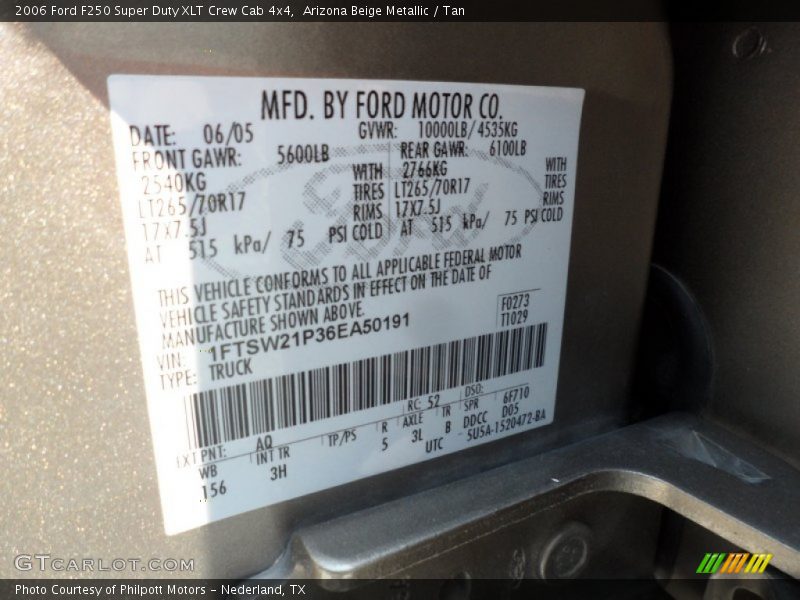 2006 Ford F250 Super Duty XLT Crew Cab 4x4, Arizona Beige Metallic / Tan
MFD. BY FORD MOTOR CO.
DATE: 06/05 GVWR: 10000LB/4535KG
FRONT GAWR: 5600LB REAR GAWR: 6100LB
2540KG WITH 2766KG WITH
LT265/70R17 TIRES LT265/70R17 TIRES
17X7.5J RIMS 17X7.5J RIMS
AT 515 kPa/ 75 PSI COLD AT 515 kPa/ 75 PSI COLD
THIS VEHICLE CONFORMS TO ALL APPLICABLE FEDERAL MOTOR
VEHICLE SAFETY STANDARDS IN EFFECT ON THE DATE OF
MANUFACTURE SHOWN ABOVE.
VIN: 1FTSW21P36EA50191
TYPE: TRUCK
F0273
T1029
EXT PNT: AQ RC: 52 DSO:
WB INT TR TP/PS R AXLE TR SPR 6F710
156 3H 5 3L B DDCC D05
UTC - 5U5A-1520472-BA
GTCARLOT.COM
Photo Courtesy of Philpott Motors - Nederland, TX